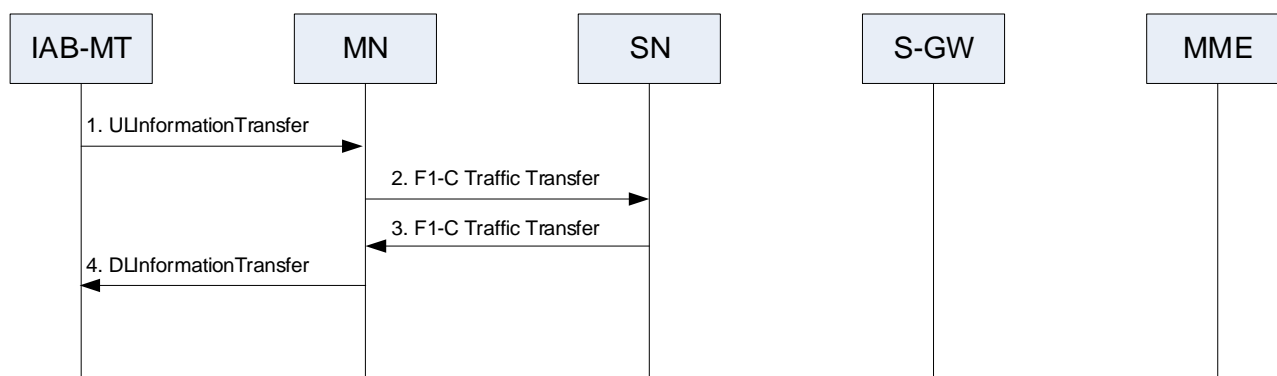 IAB-MT
MN
SN
S-GW
MME
1. ULInformationTransfer
2. F1-C Traffic Transfer
3. F1-C Traffic Transfer
4. DLInformationTransfer